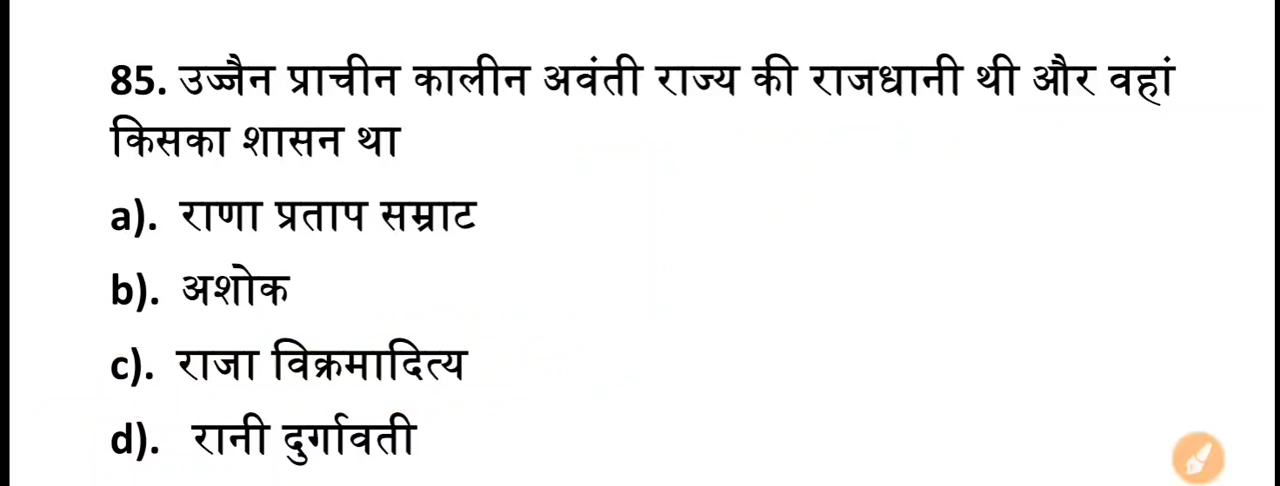 85. उज्जैन प्राचीन कालीन अवंती राज्य की राजधानी थी और वहां
किसका शासन था
a). राणा प्रताप सम्राट
b). अशोक
c). राजा विक्रमादित्य
d). रानी दुर्गावती